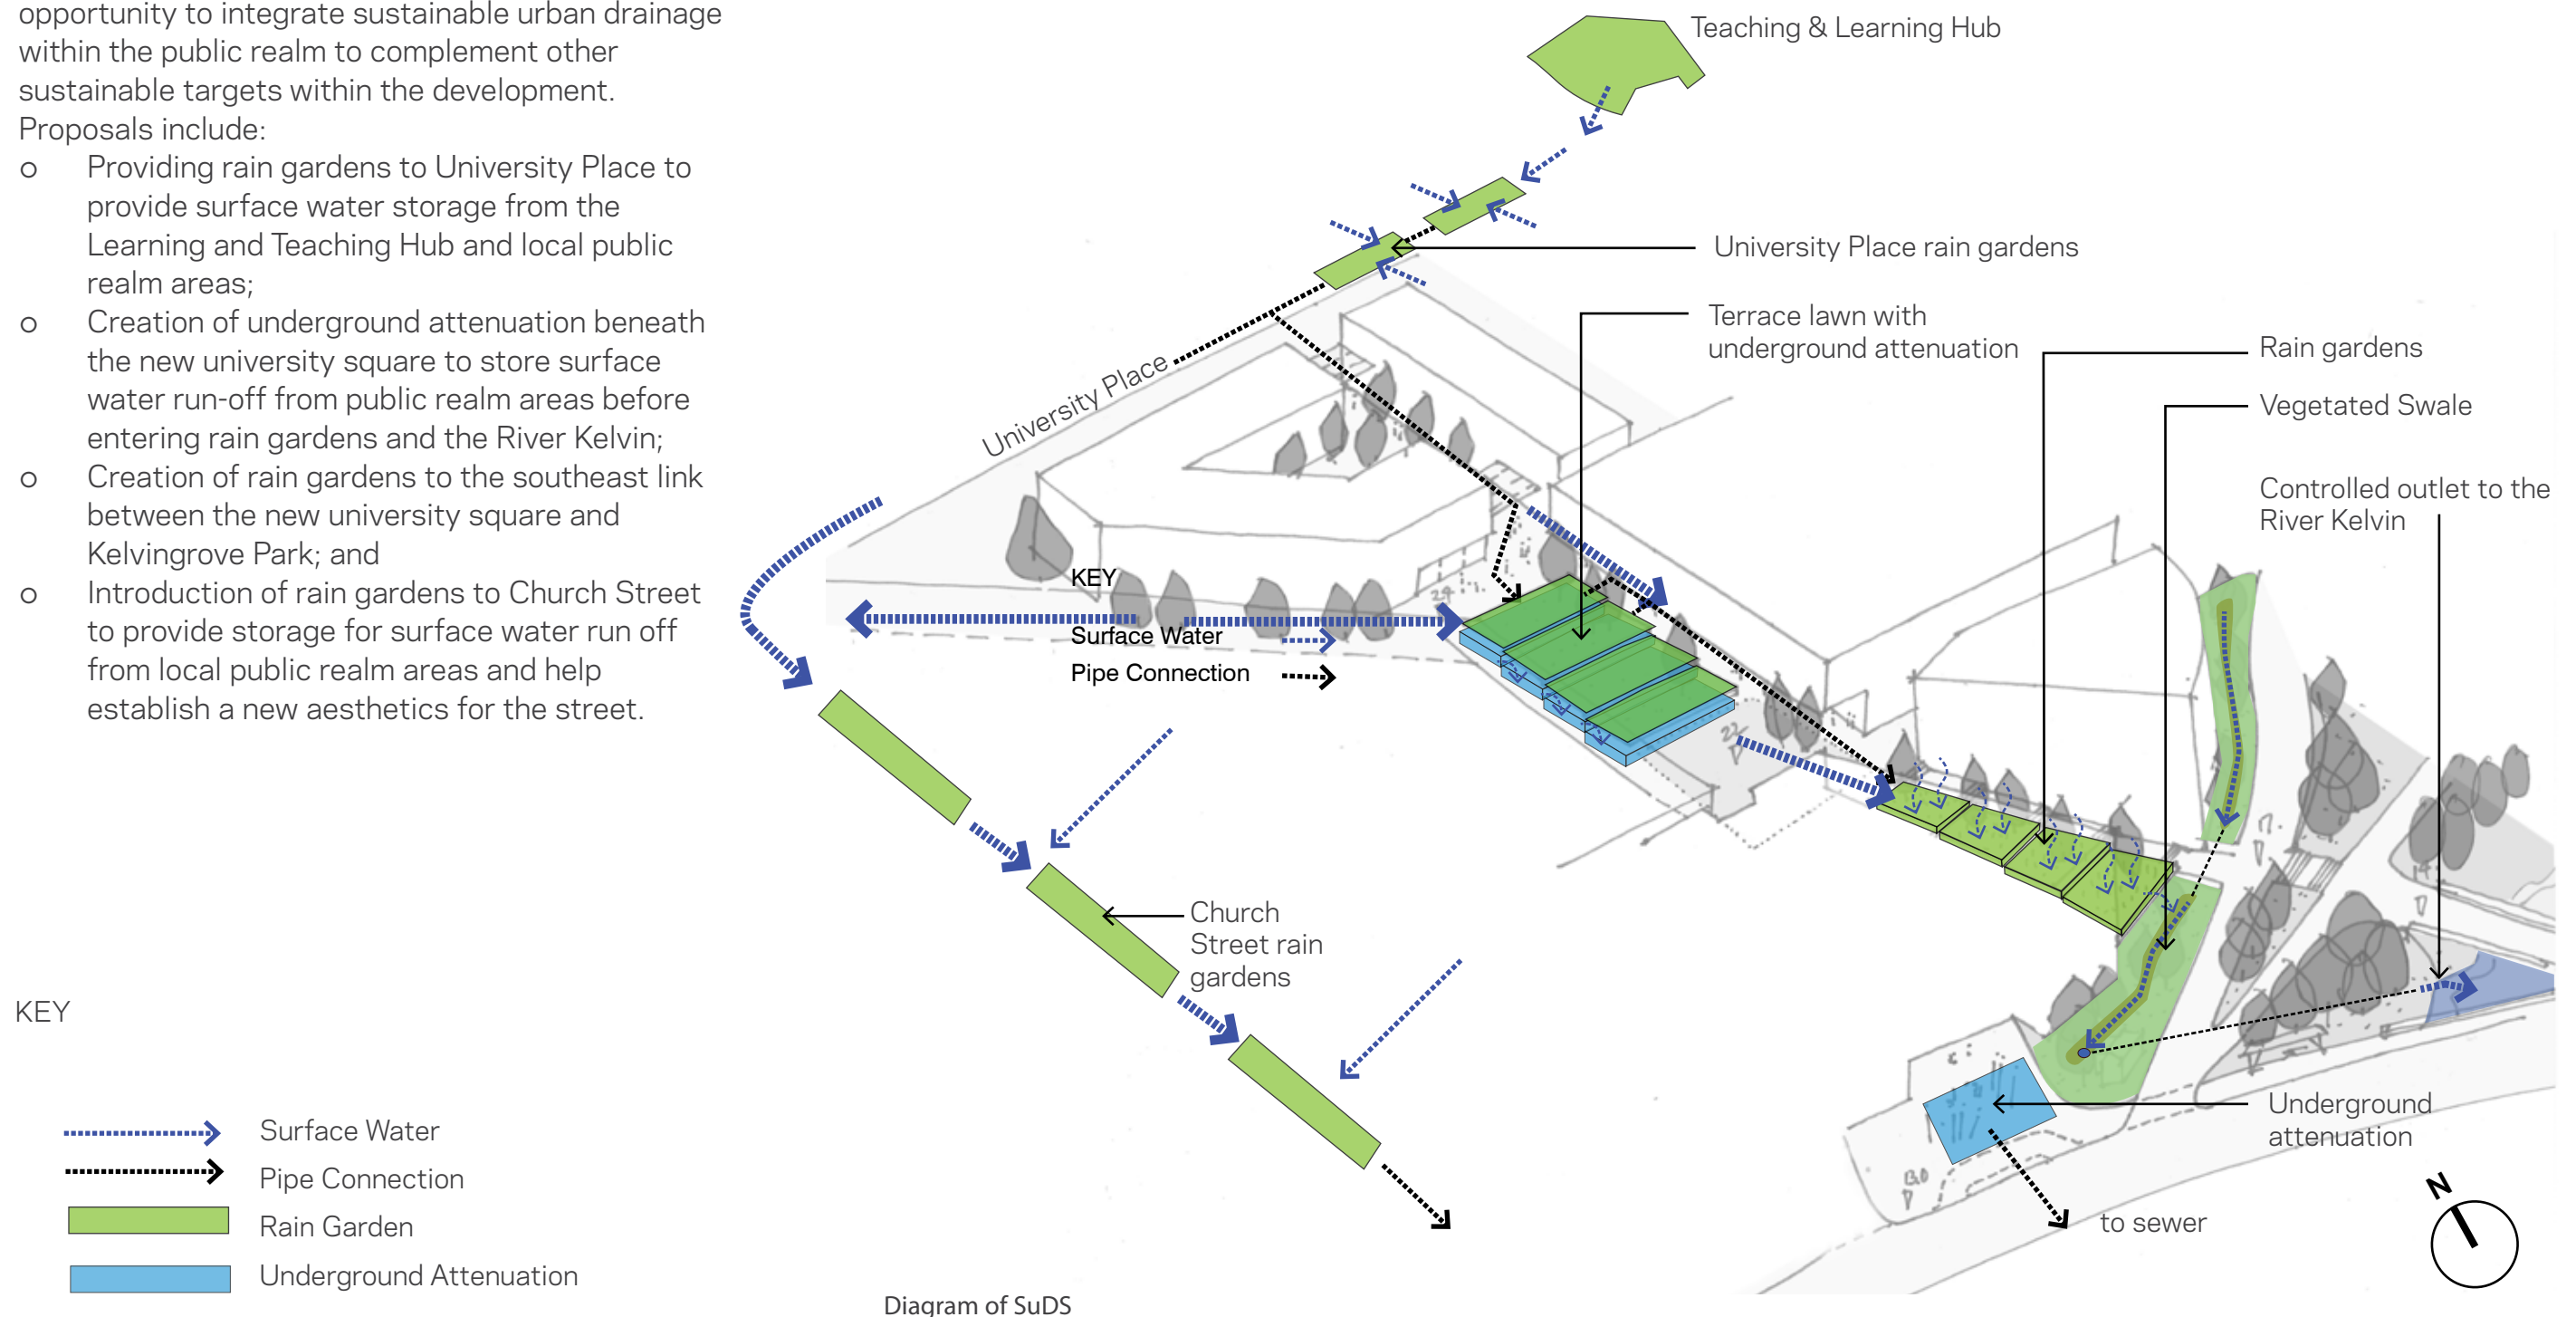 opportunity to integrate sustainable urban drainage
within the public realm to complement other
sustainable targets within the development.
Proposals include:
o Providing rain gardens to University Place to
provide surface water storage from the
Learning and Teaching Hub and local public
realm areas;
o Creation of underground attenuation beneath
the new university square to store surface
water run-off from public realm areas before
entering rain gardens and the River Kelvin;
o Creation of rain gardens to the southeast link
between the new university square and
Kelvingrove Park; and
o Introduction of rain gardens to Church Street
to provide storage for surface water run off
from local public realm areas and help
establish a new aesthetics for the street.
Teaching & Learning Hub
University Place rain gardens
Terrace lawn with
underground attenuation
Rain gardens
Vegetated Swale
Controlled outlet to the
River Kelvin
University Place
KEY
Surface Water
Pipe Connection
24
22
14
Church
Street rain
gardens
Underground
attenuation
13.0
to sewer
N
KEY
Surface Water
Pipe Connection
Rain Garden
Underground Attenuation
Diagram of SuDS